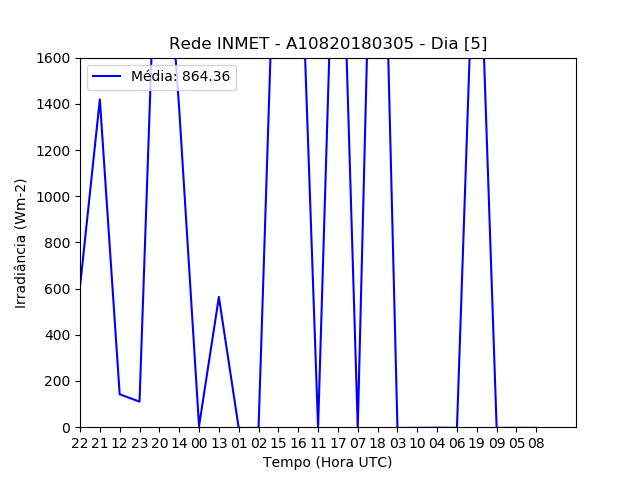 Rede INMET - A10820180305 - Dia [5]
Irradiância (Wm-2)
1600
1400
1200
1000
800
600
400
200
0
Média: 864.36
22 21 12 23 20 14 00 13 01 02 15 16 11 17 07 18 03 10 04 06 19 09 05 08
Tempo (Hora UTC)